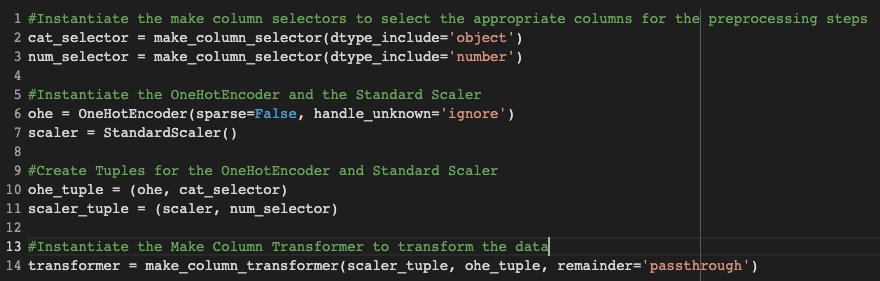 1 #Instantiate the make column selectors to select the appropriate columns for the preprocessing steps
2 cat_selector = make_column_selector(dtype_include='object')
3 num_selector = make_column_selector(dtype_include='number')
4
5 #Instantiate the OneHotEncoder and the Standard Scaler
6 ohe = OneHotEncoder(sparse=False, handle_unknown='ignore')
7 scaler = StandardScaler()
8
9 #Create Tuples for the OneHotEncoder and Standard Scaler
10 ohe_tuple = (ohe, cat_selector)
11 scaler_tuple = (scaler, num_selector)
12
13 #Instantiate the Make Column Transformer to transform the data
14 transformer = make_column_transformer(scaler_tuple, ohe_tuple, remainder='passthrough')